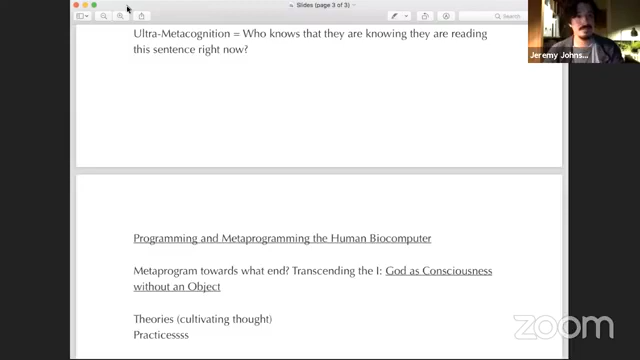 Slides (page 3 of 3)
Search
Ultra-Metacognition = Who knows that they are knowing they are reading
this sentence right now?
Jeremy Johns...
Programming and Metaprogramming the Human Biocomputer
Metaprogram towards what end? Transcending the I: God as Consciousness
without an Object
Theories (cultivating thought)
Practicessss
zoom